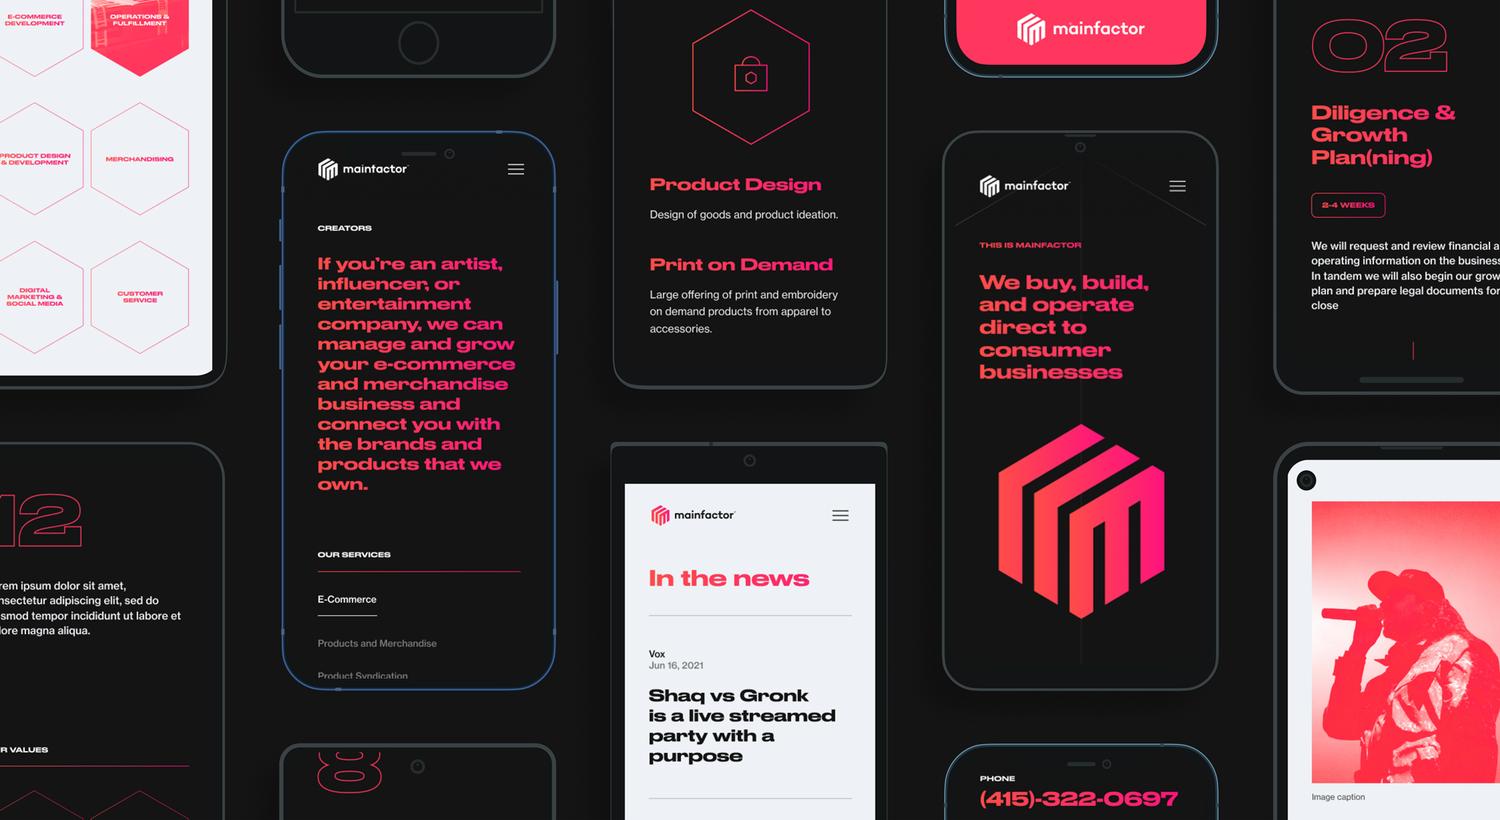 E-COMMERCE
DEVELOPMENT
OPERATIONS &
FULFILLMENT
PRODUCT DESIGN
& DEVELOPMENT
MERCHANDISING
DIGITAL
MARKETING &
SOCIAL MEDIA
CUSTOMER
SERVICE
12
rem ipsum dolor sit amet,
nsectetur adipiscing elit, sed do
smod tempor incididunt ut labore et
lore magna aliqua.
R VALUES
mainfactor
CREATORS
If you're an artist,
influencer, or
entertainment
company, we can
manage and grow
your e-commerce
and merchandise
business and
connect you with
the brands and
products that we
own.
OUR SERVICES
E-Commerce
Products and Merchandise
Product Syndication
8
Product Design
Design of goods and product ideation.
Print on Demand
Large offering of print and embroidery
on demand products from apparel to
accessories.
mainfactor
In the news
Vox
Jun 16, 2021
Shaq vs Gronk
is a live streamed
party with a
purpose
mainfactor
mainfactor
THIS IS MAINFACTOR
We buy, build,
and operate
direct to
consumer
businesses
PHONE
(415)-322-0697
02
Diligence &
Growth
Plan(ning)
2-4 WEEKS
We will request and review financial a
operating information on the business
In tandem we will also begin our grow
plan and prepare legal documents for
close
Image caption